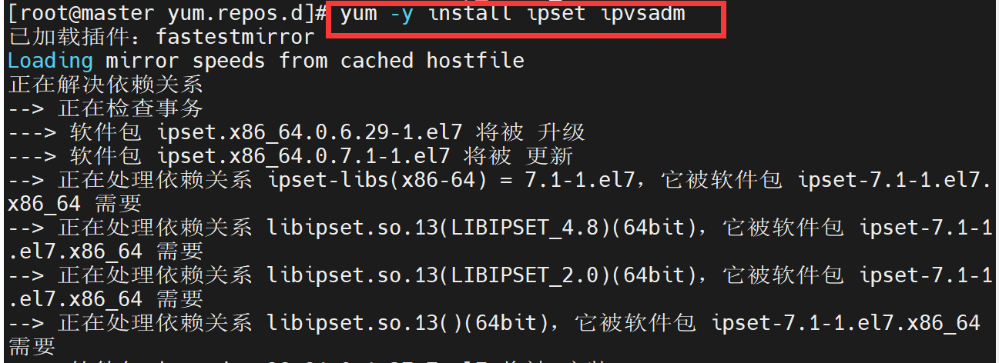 [root@master yum.repos.d]# yum -y install ipset ipvsadm
已加载插件：fastestmirror
Loading mirror speeds from cached hostfile
正在解决依赖关系
--> 正在检查事务
---> 软件包 ipset.x86_64.0.6.29-1.el7 将被 升级
---> 软件包 ipset.x86_64.0.7.1-1.el7 将被 更新
--> 正在处理依赖关系 ipset-libs(x86-64) = 7.1-1.el7，它被软件包 ipset-7.1-1.el7.
x86_64 需要
--> 正在处理依赖关系 libipset.so.13(LIBIPSET_4.8)(64bit)，它被软件包 ipset-7.1-1
.el7.x86_64 需要
--> 正在处理依赖关系 libipset.so.13(LIBIPSET_2.0)(64bit)，它被软件包 ipset-7.1-1
.el7.x86_64 需要
--> 正在处理依赖关系 libipset.so.13()(64bit)，它被软件包 ipset-7.1-1.el7.x86_64
需要